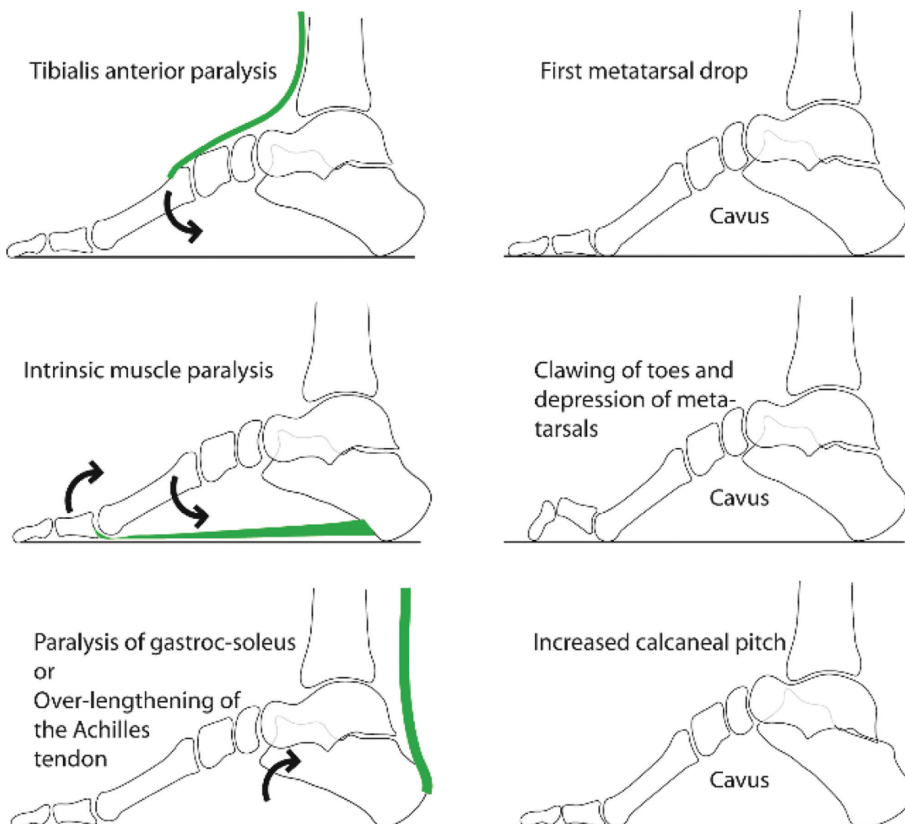 Tibialis anterior paralysis
First metatarsal drop
Cavus
Intrinsic muscle paralysis
Clawing of toes and
depression of meta-
tarsals
Cavus
Paralysis of gastroc-soleus
or
Over-lengthening of
the Achilles
tendon
Increased calcaneal pitch
Cavus